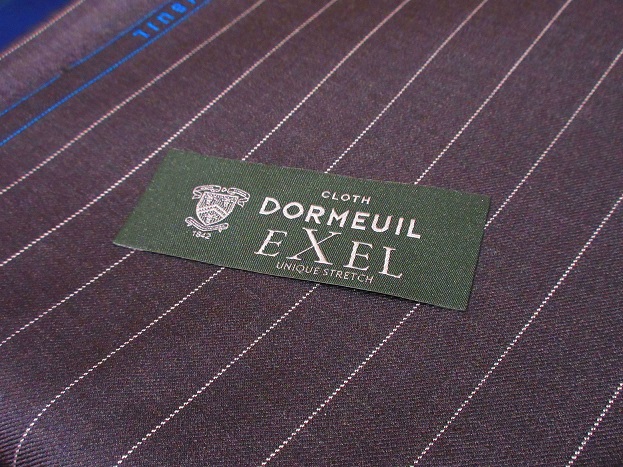 CLOTH
DORMEUIL
EXEL
UNIQUE STRETCH
1842